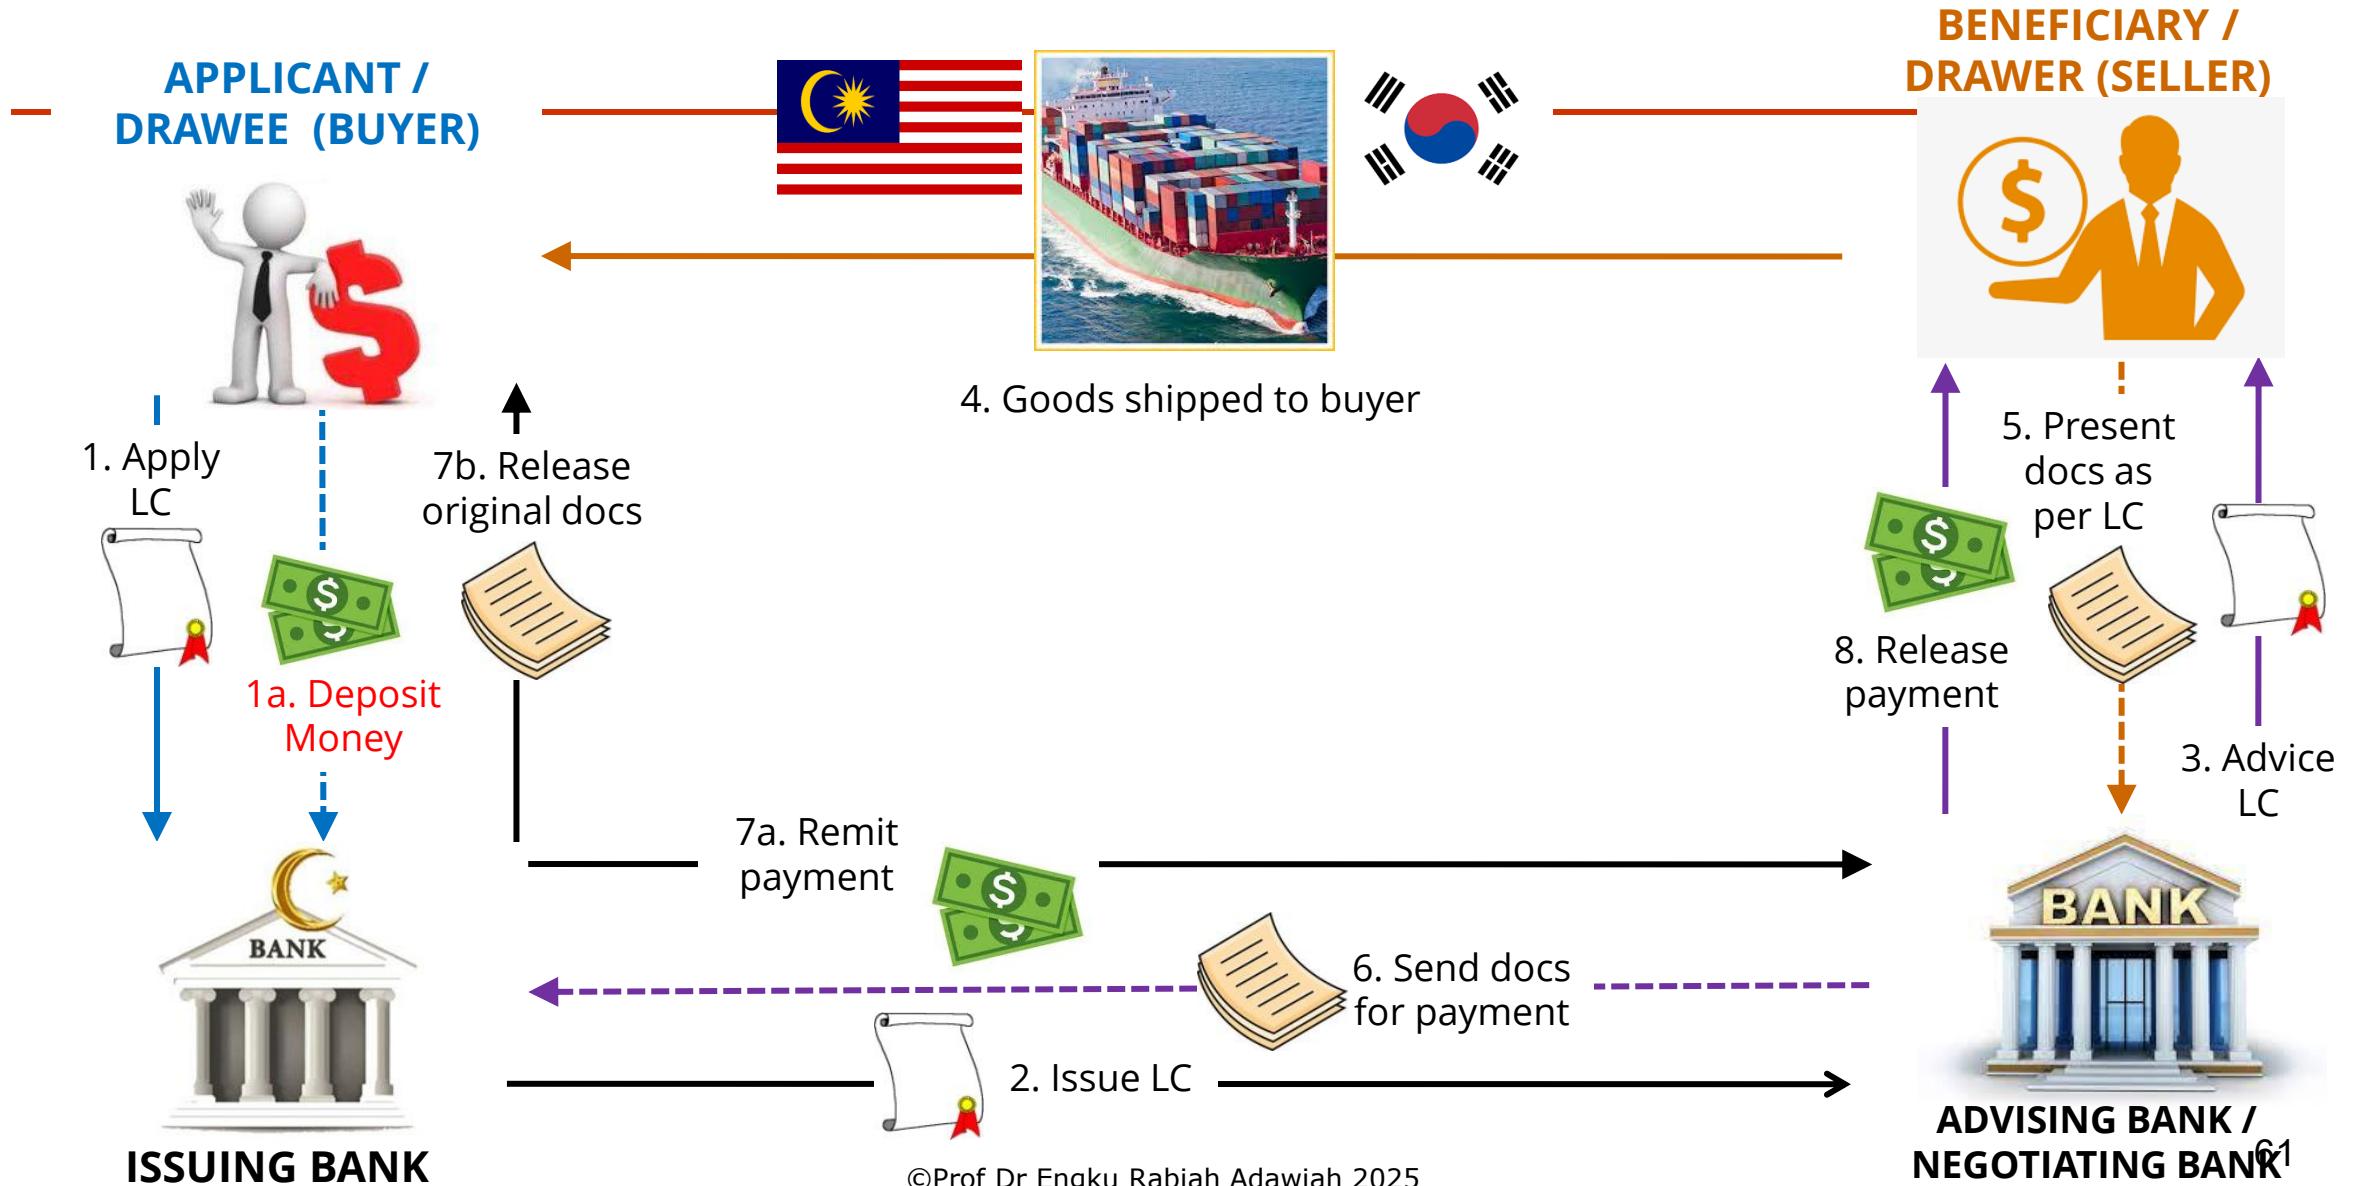 APPLICANT /
DRAWEE (BUYER)
BENEFICIARY /
DRAWER (SELLER)
4. Goods shipped to buyer
1. Apply
LC
1a. Deposit
Money
7b. Release
original docs
5. Present
docs as
per LC
8. Release
payment
3. Advice
LC
7a. Remit
payment
6. Send docs
for payment
2. Issue LC
BANK
BANK
ISSUING BANK
ADVISING BANK /
NEGOTIATING BANK
61
©Prof Dr Engku Rabiah Adawiah 2025